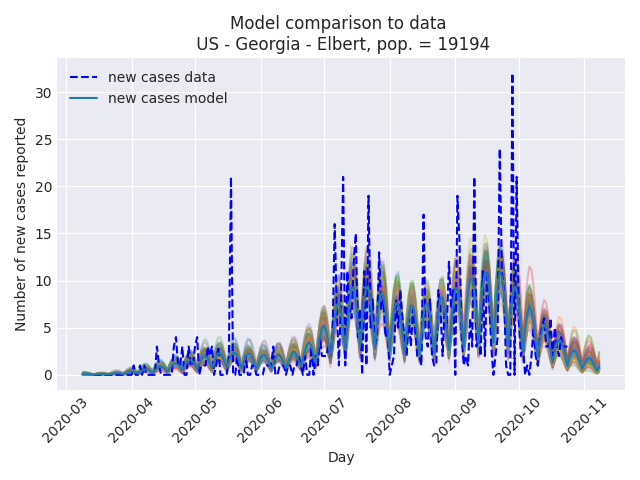 Model comparison to data
US - Georgia - Elbert, pop. = 19194
new cases data
new cases model
Number of new cases reported
30
25
20
15
10
5
0
2020-03
2020-04
2020-05
2020-06
2020-07
2020-08
2020-09
2020-10
2020-11
Day